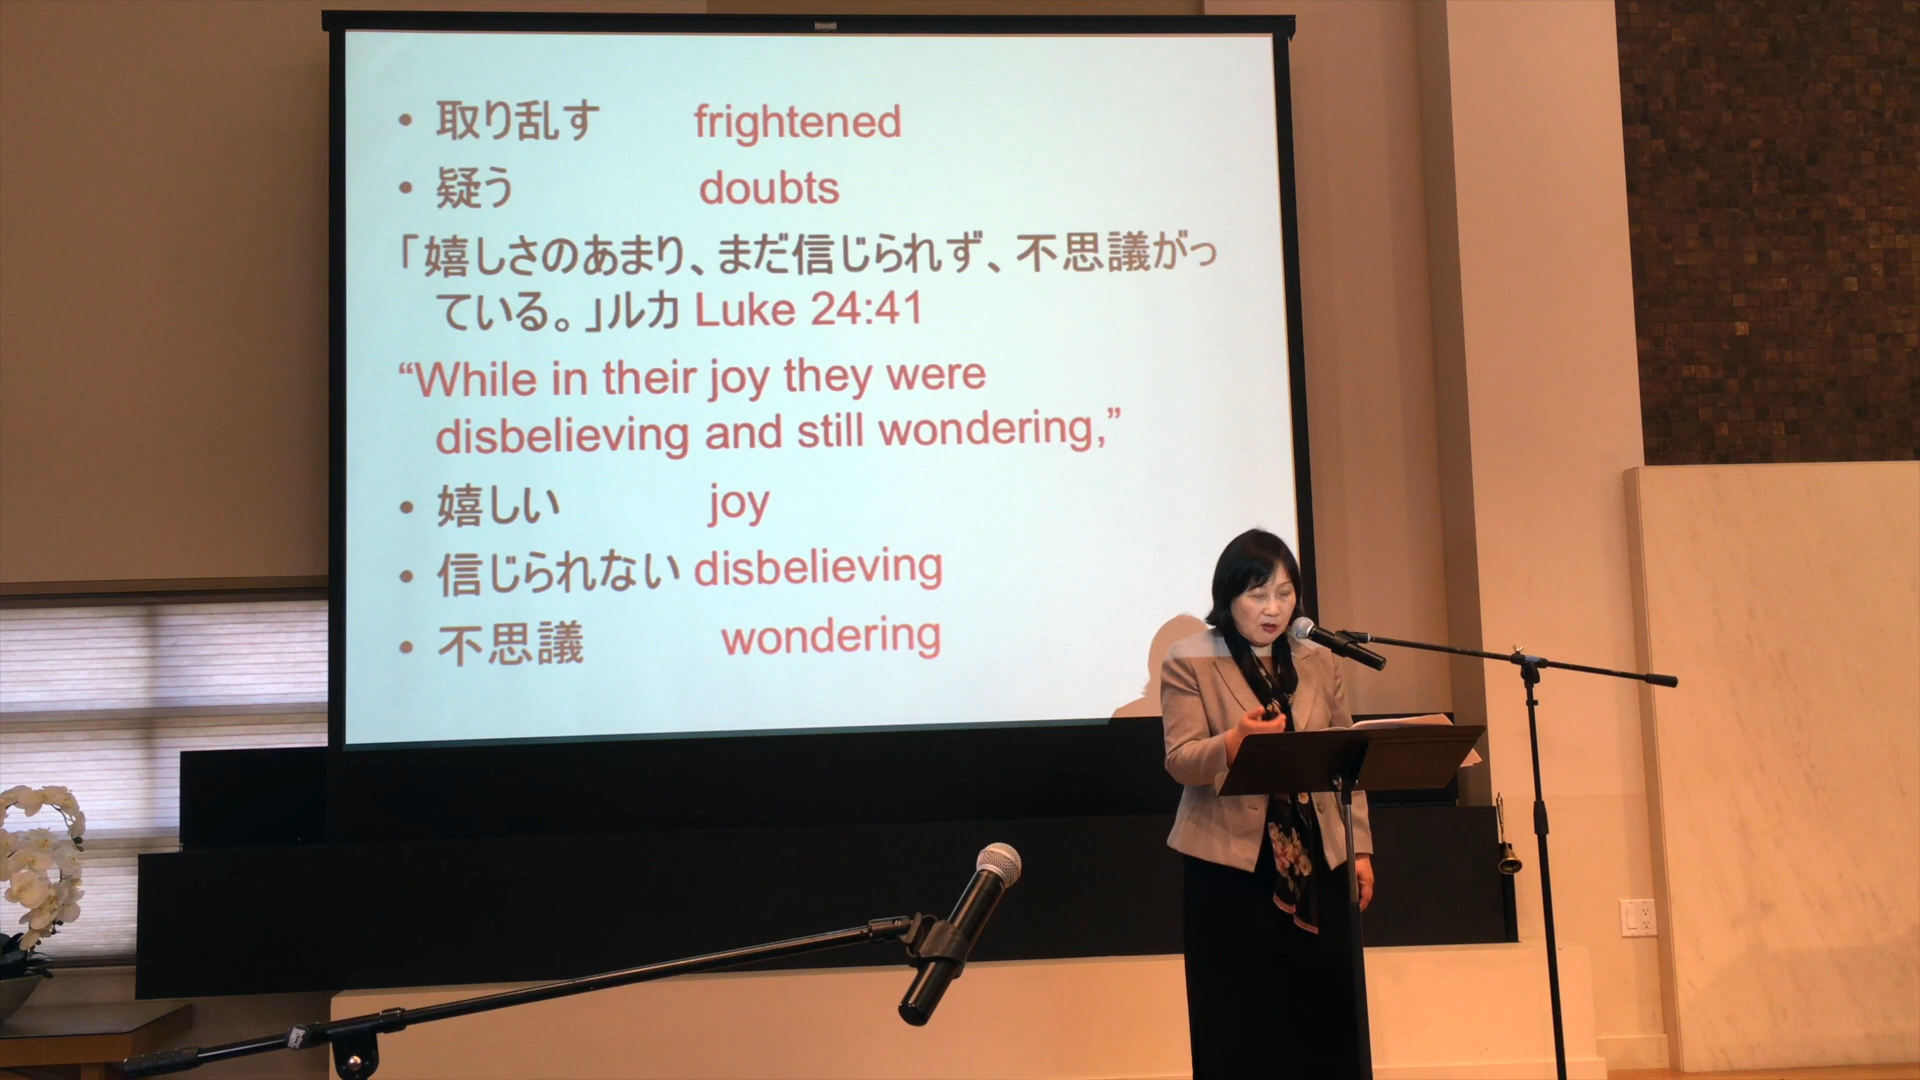 • 取り乱す frightened
• 疑う doubts
「嬉しさのあまり、まだ信じられず、不思議がっ
ている。」ルカ Luke 24:41
“While in their joy they were
disbelieving and still wondering,”
• 嬉しい joy
• 信じられない disbelieving
• 不思議 wondering